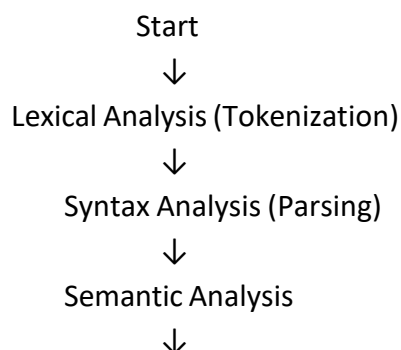 Start
↓
Lexical Analysis (Tokenization)
↓
Syntax Analysis (Parsing)
↓
Semantic Analysis
↓